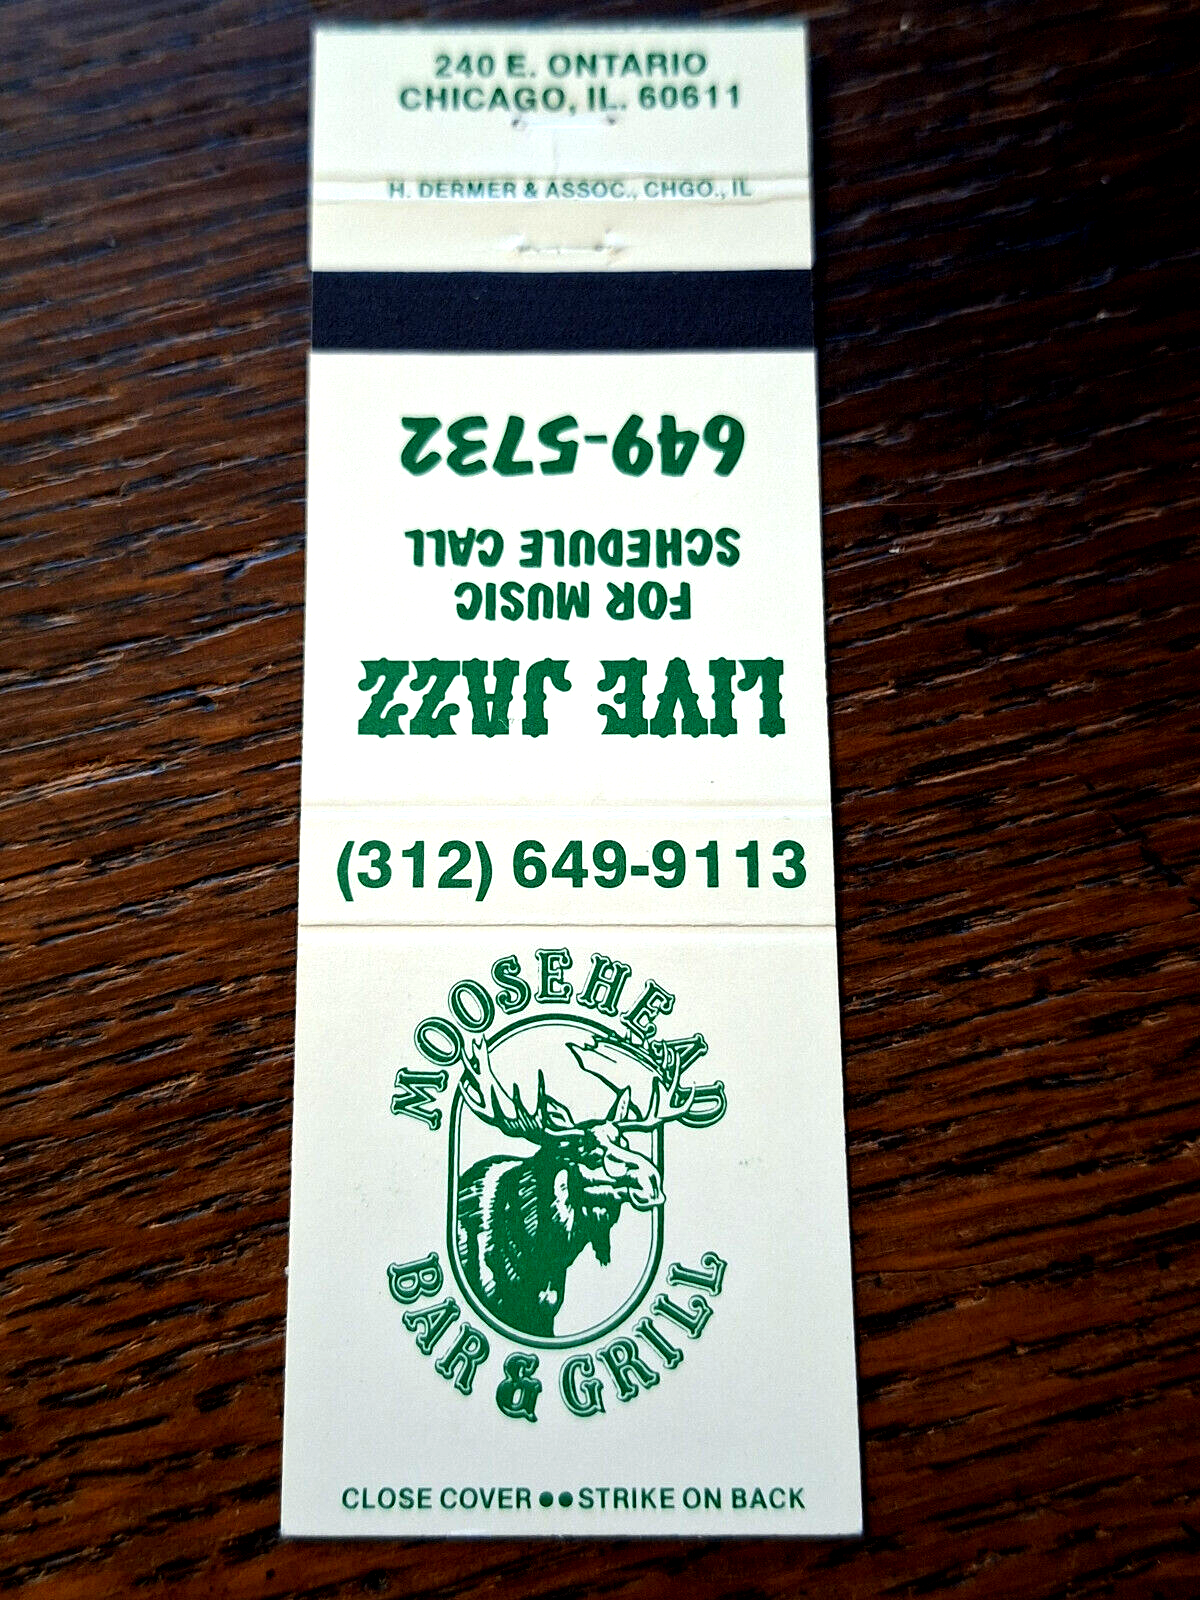 240 E. ONTARIO
CHICAGO, IL. 60611
H. DERMER & ASSOC., CHGO., IL
LIVE JAZZ
FOR MUSIC
SCHEDULE CALL
649-5732
(312) 649-9113
MOOSEHEAD
BAR & GRILL
CLOSE COVER ●● STRIKE ON BACK